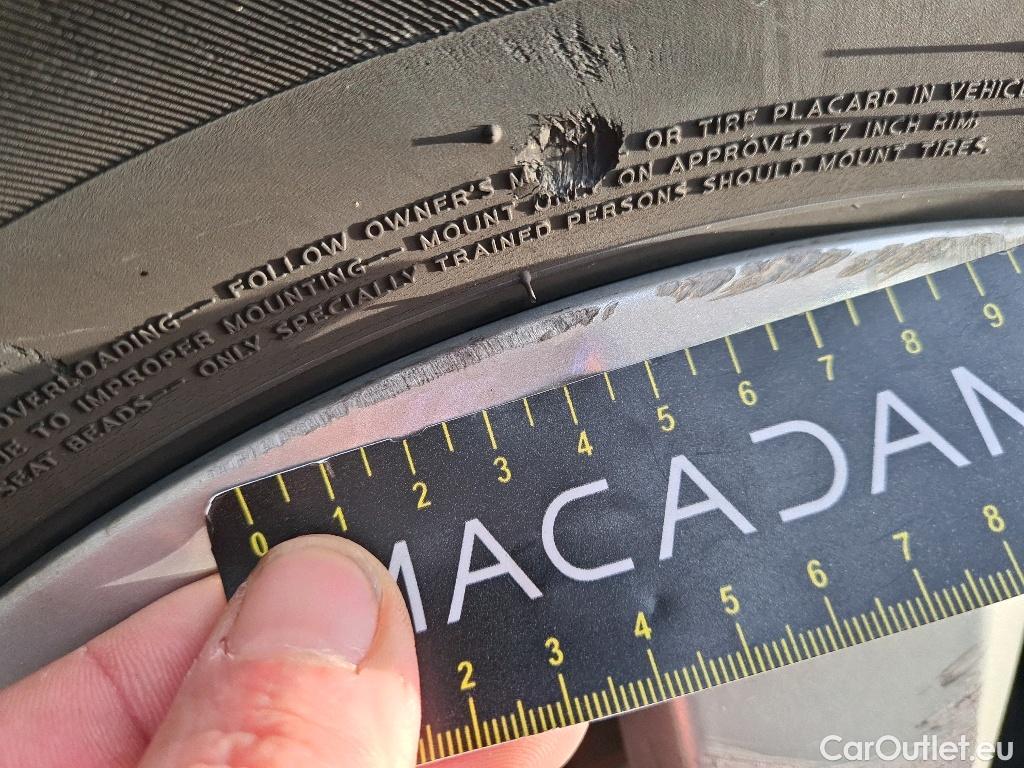 OVERLOADING-- FOLLOW OWNER'S OR TIRE PLACARD IN VEHICLE
TO IMPROPER MOUNTING-- MOUNT ONLY ON APPROVED 17 INCH RIMS
SEAT BEADS-- ONLY SPECIALLY TRAINED PERSONS SHOULD MOUNT TIRES.
0 1 2 3 4 5 6 7 8 9
MACADAM
2 3 4 5 6 7 8
CarOutlet.eu